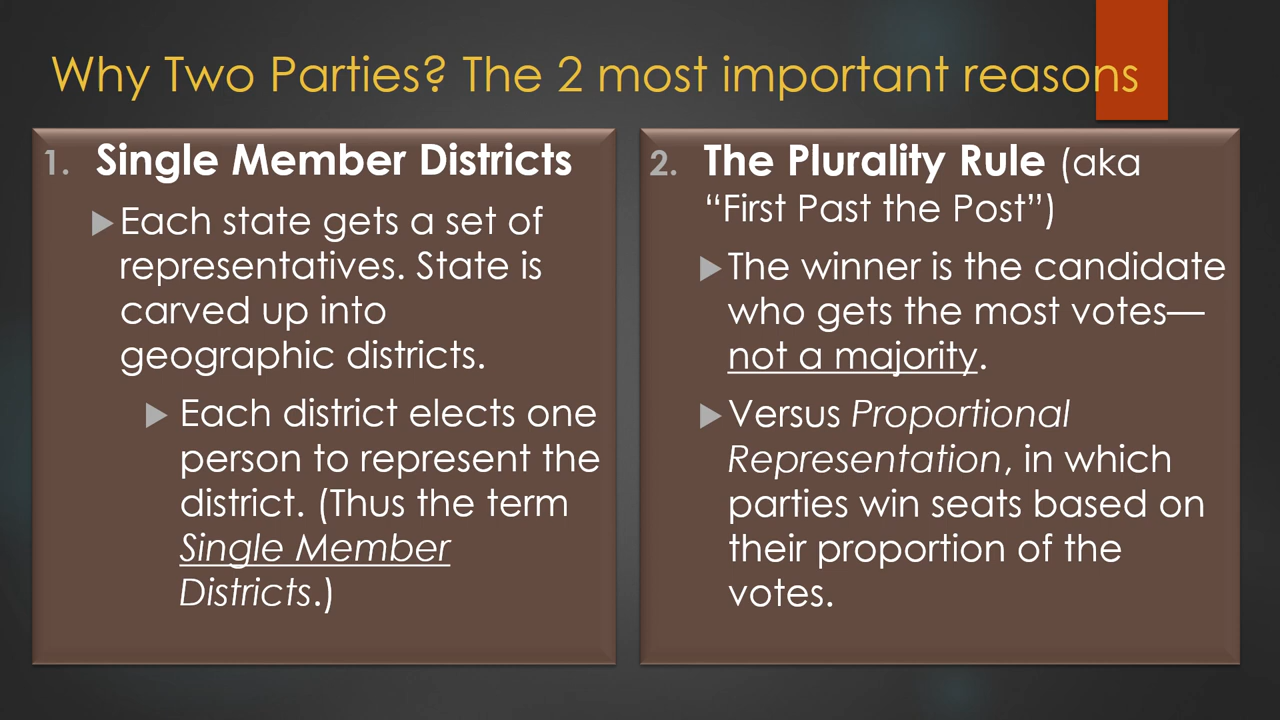 Why Two Parties? The 2 most important reasons
1. Single Member Districts
▶Each state gets a set of
representatives. State is
carved up into
geographic districts.
▶ Each district elects one
person to represent the
district. (Thus the term
Single Member
Districts.)
2. The Plurality Rule (aka
“First Past the Post”)
▶The winner is the candidate
who gets the most votes—
not a majority.
▶Versus Proportional
Representation, in which
parties win seats based on
their proportion of the
votes.